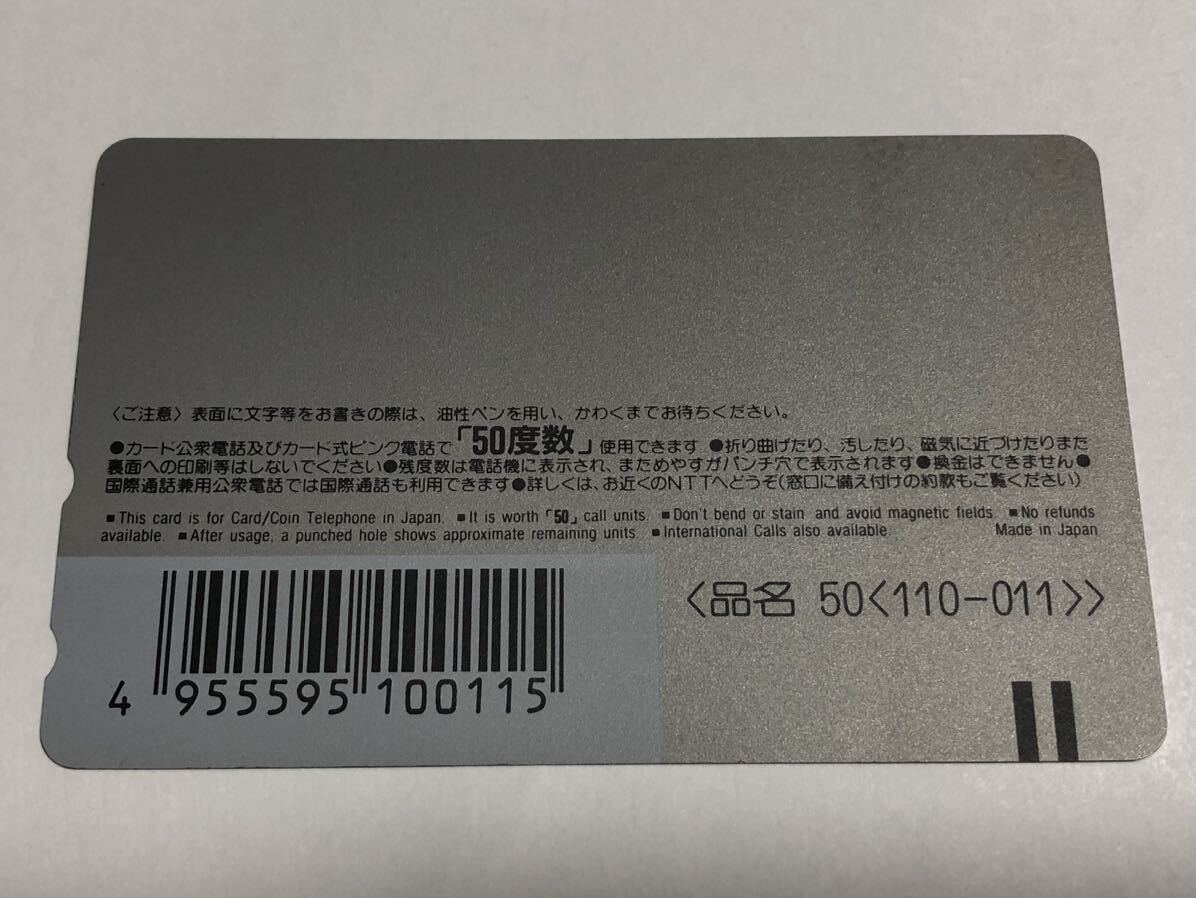 〈ご注意〉表面に文字等をお書きの際は、油性ペンを用い、かわくまでお待ちください。
●カード公衆電話及びカード式ピンク電話で「50度数」使用できます ●折り曲げたり、汚したり、磁気に近づけたりまた
裏面への印刷等はしないでください●残度数は電話機に表示され、まためやすがパンチ穴で表示されます●換金はできません●
国際通話兼用公衆電話では国際通話も利用できます●詳しくは、お近くのNTTへどうぞ(窓口に備え付けの約款もご覧ください)
■This card is for Card/Coin Telephone in Japan. ■It is worth「50」call units. ■Don't bend or stain and avoid magnetic fields ■No refunds
available. ■After usage, a punched hole shows approximate remaining units. ■International Calls also available. Made in Japan
〈品名 50〈110-011〉〉
4 955595 100115